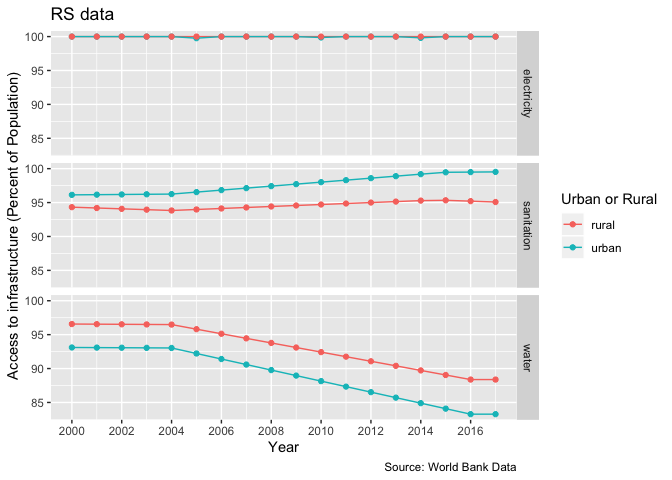 RS data
Access to infrastructure (Percent of Population)
100
95
90
85
electricity
100
95
90
85
sanitation
100
95
90
85
water
2000 2002 2004 2006 2008 2010 2012 2014 2016
Year
Urban or Rural
rural
urban
Source: World Bank Data